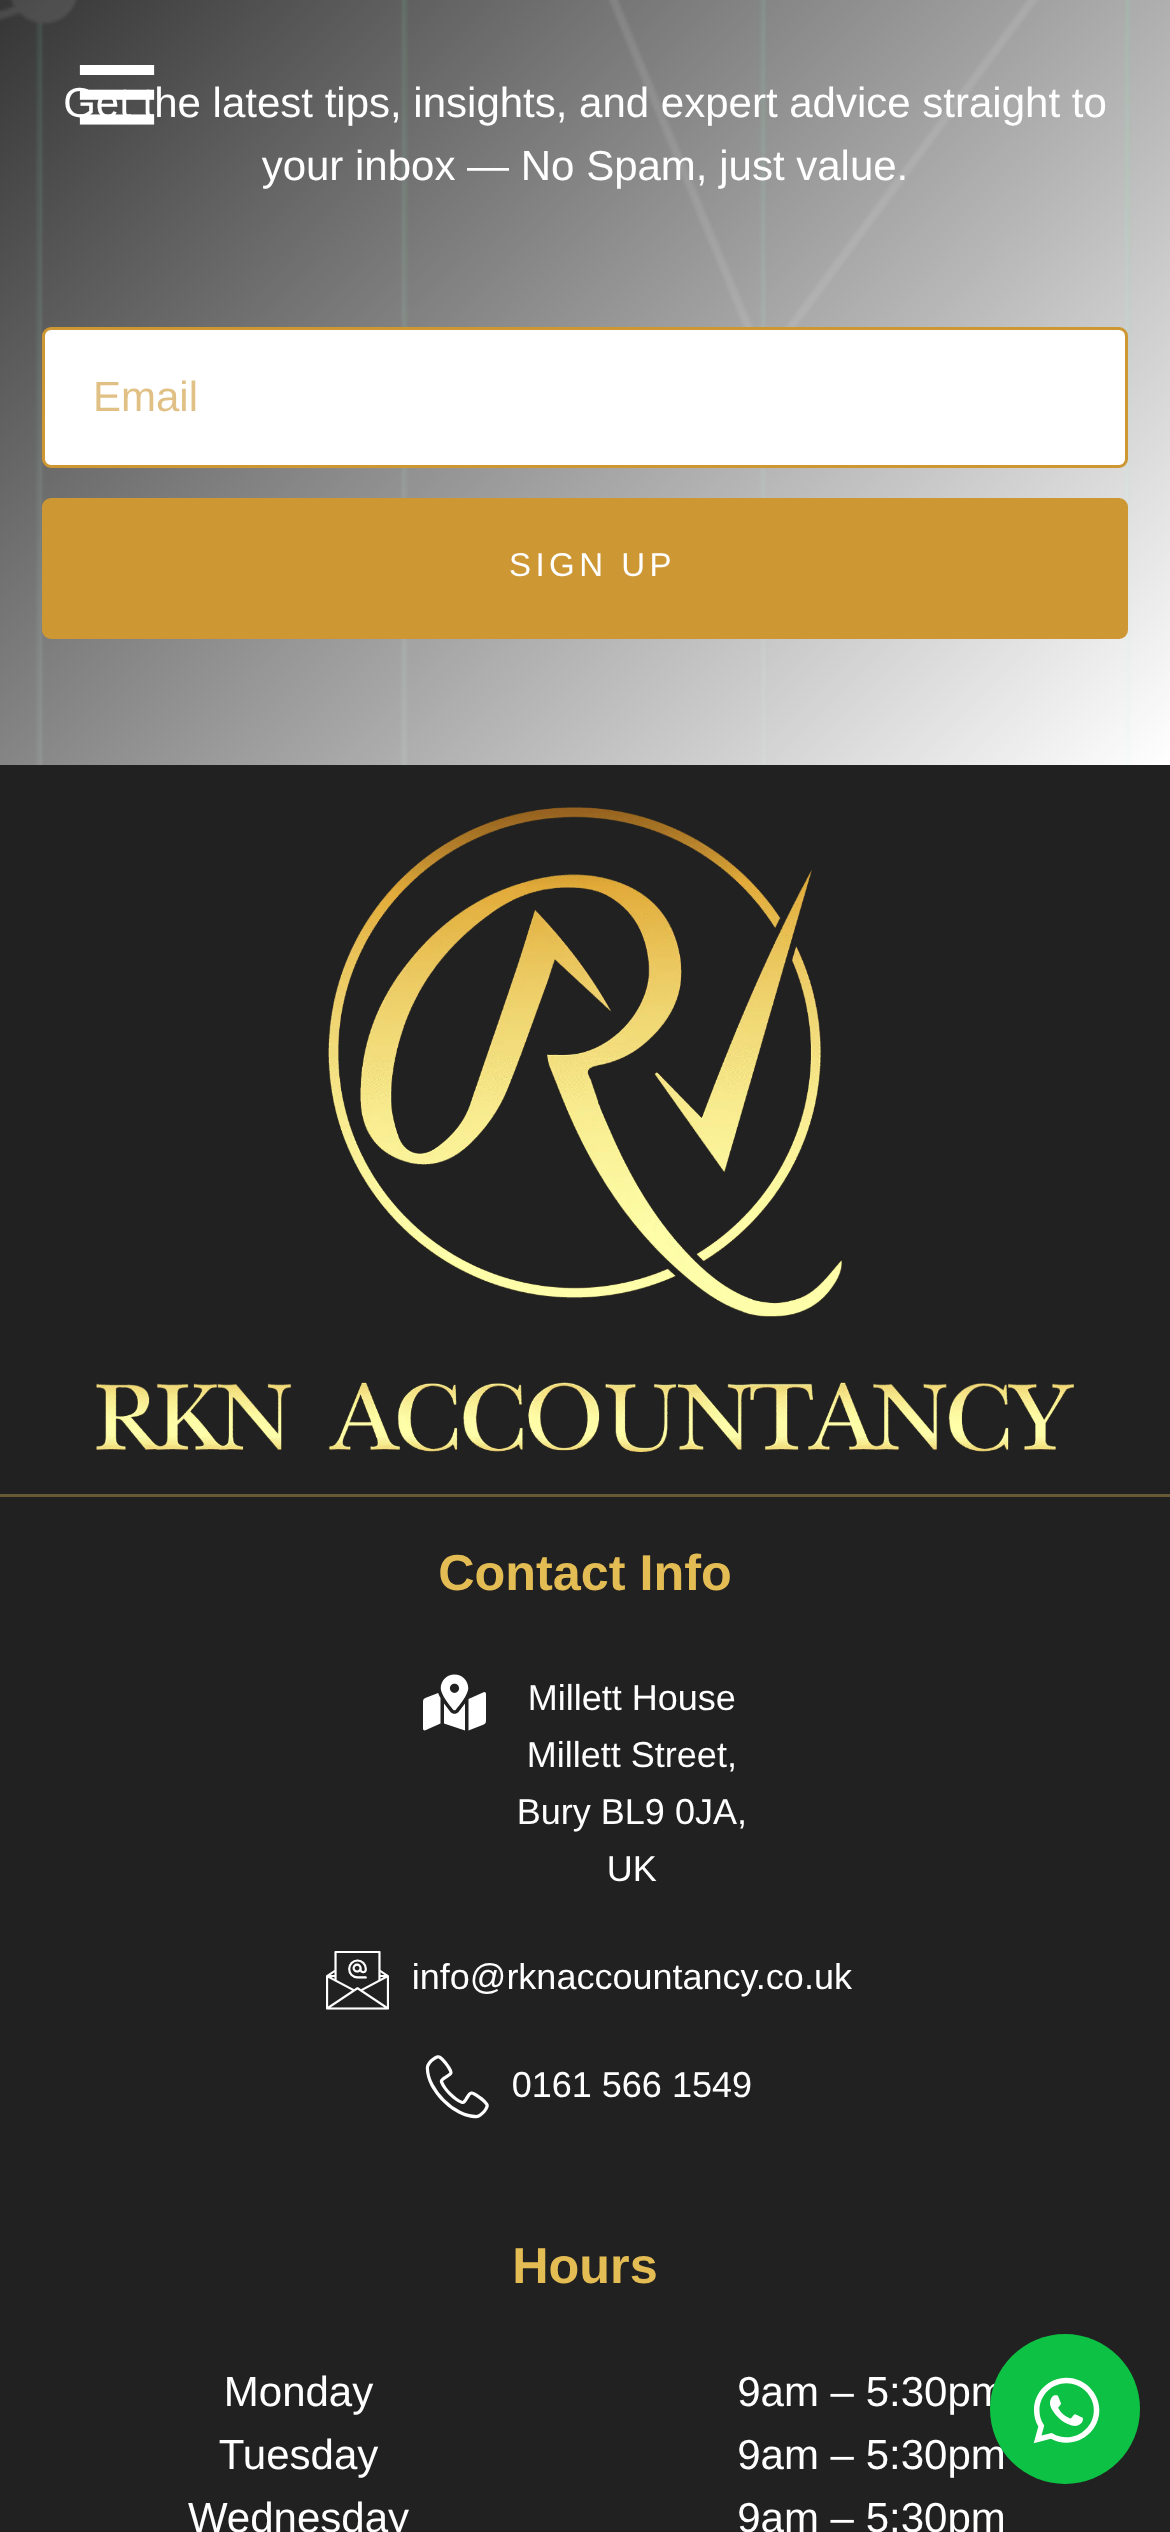 Get the latest tips, insights, and expert advice straight to
your inbox — No Spam, just value.
Email
SIGN UP
RKN ACCOUNTANCY
Contact Info
Millett House
Millett Street,
Bury BL9 0JA,
UK
info@rknaccountancy.co.uk
0161 566 1549
Hours
Monday 9am – 5:30pm
Tuesday 9am – 5:30pm
Wednesday 9am – 5:30pm